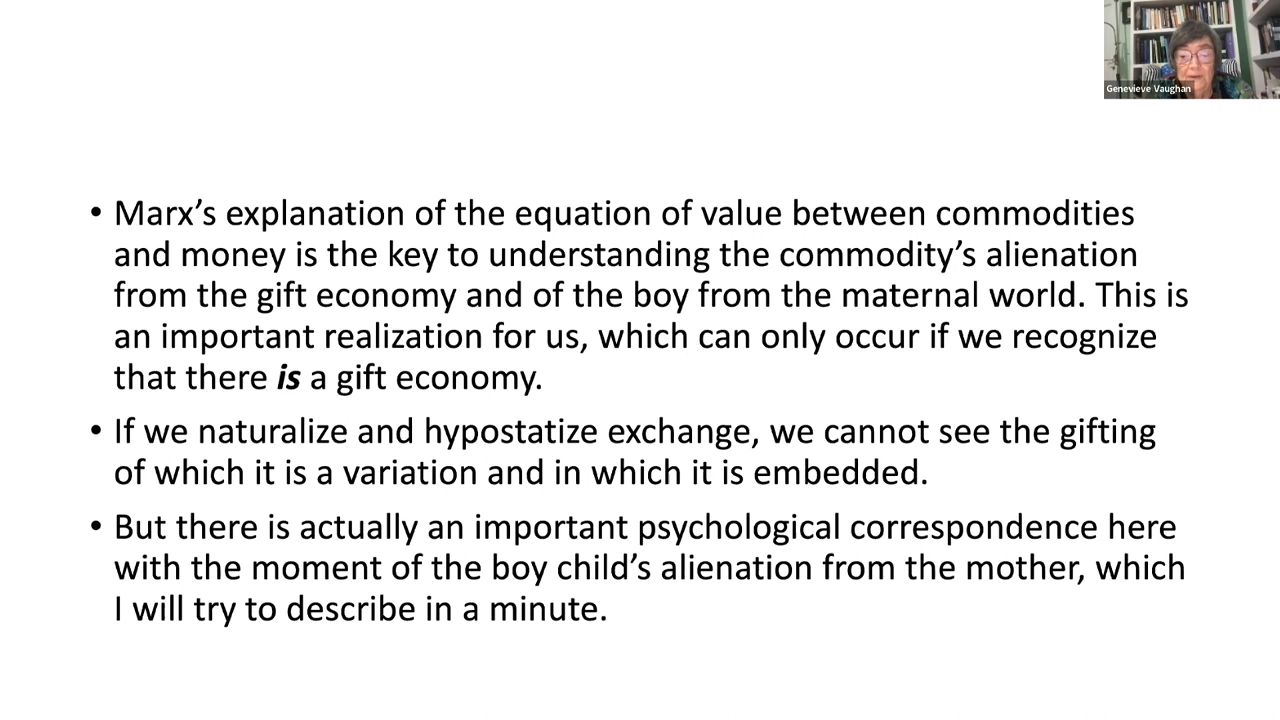 Genevieve Vaughan
• Marx’s explanation of the equation of value between commodities
and money is the key to understanding the commodity’s alienation
from the gift economy and of the boy from the maternal world. This is
an important realization for us, which can only occur if we recognize
that there is a gift economy.
• If we naturalize and hypostatize exchange, we cannot see the gifting
of which it is a variation and in which it is embedded.
• But there is actually an important psychological correspondence here
with the moment of the boy child’s alienation from the mother, which
I will try to describe in a minute.